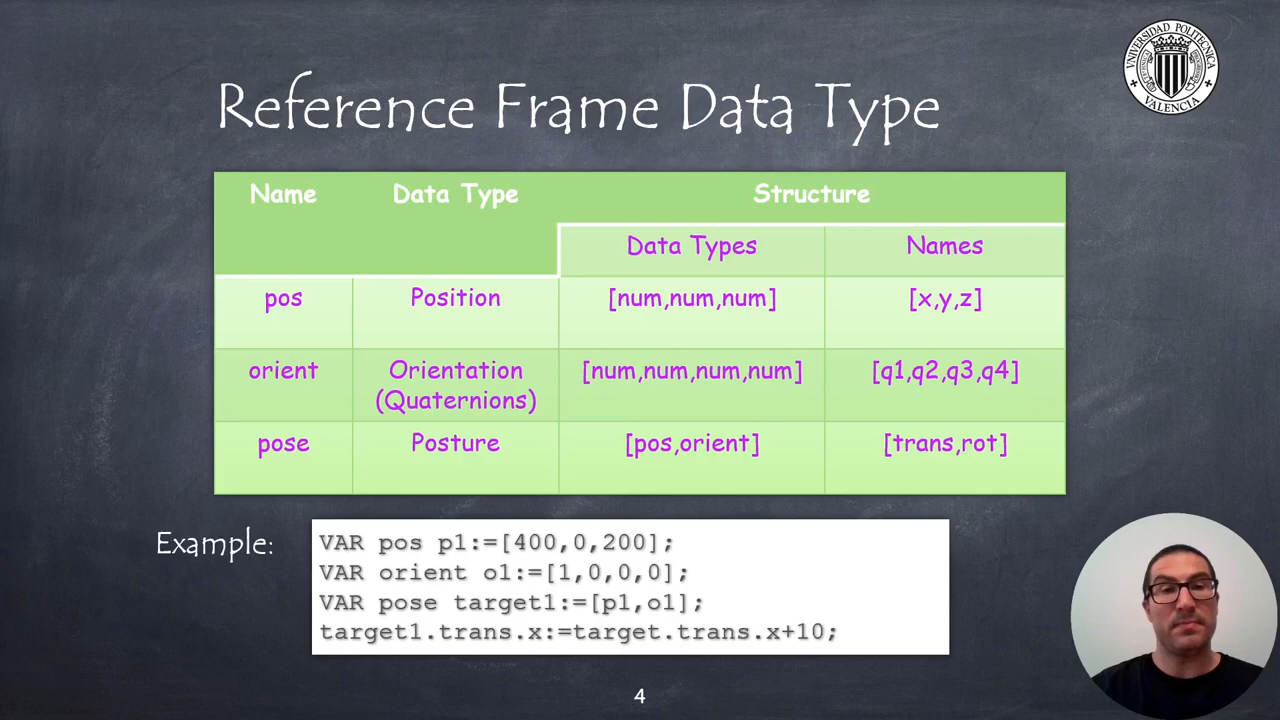 UNIVERSIDAD POLITECNICA
VALENCIA
Reference Frame Data Type
Name Data Type Structure
Data Types Names
pos Position [num,num,num] [x,y,z]
orient Orientation [num,num,num,num] [q1,q2,q3,q4]
(Quaternions)
pose Posture [pos,orient] [trans,rot]
Example:
VAR pos p1:=[400,0,200];
VAR orient o1:=[1,0,0,0];
VAR pose target1:=[p1,o1];
target1.trans.x:=target.trans.x+10;
4